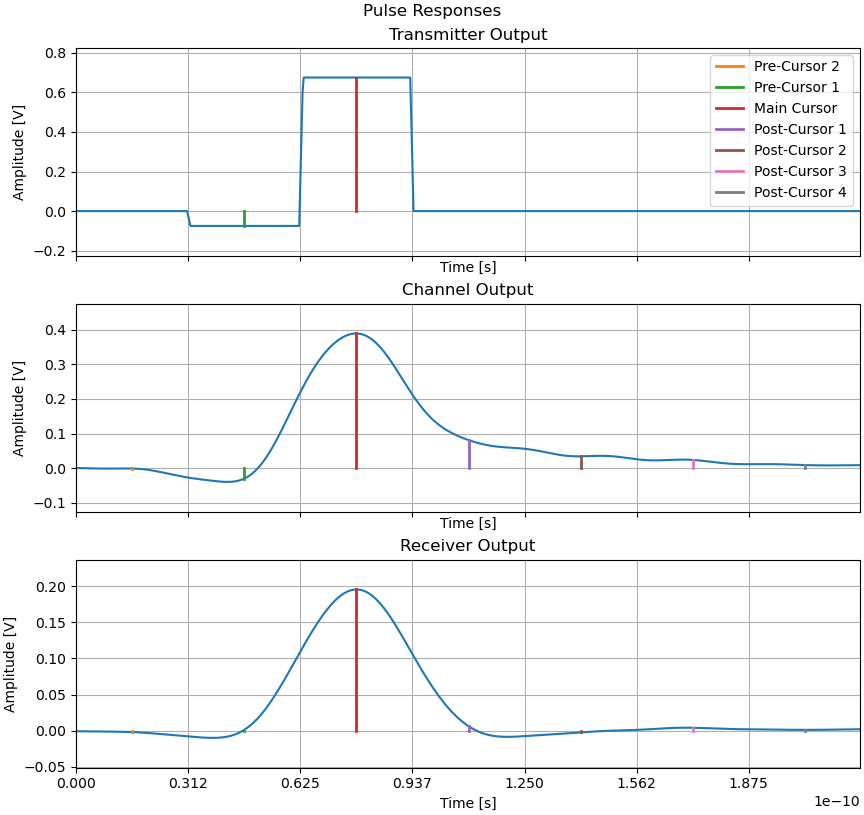 Pulse Responses
Transmitter Output
0.8
0.6
0.4
0.2
0.0
−0.2
Amplitude [V]
Pre-Cursor 2
Pre-Cursor 1
Main Cursor
Post-Cursor 1
Post-Cursor 2
Post-Cursor 3
Post-Cursor 4
Time [s]
Channel Output
0.4
0.3
0.2
0.1
0.0
−0.1
Amplitude [V]
Time [s]
Receiver Output
0.20
0.15
0.10
0.05
0.00
−0.05
Amplitude [V]
0.000 0.312 0.625 0.937 1.250 1.562 1.875
1e−10
Time [s]